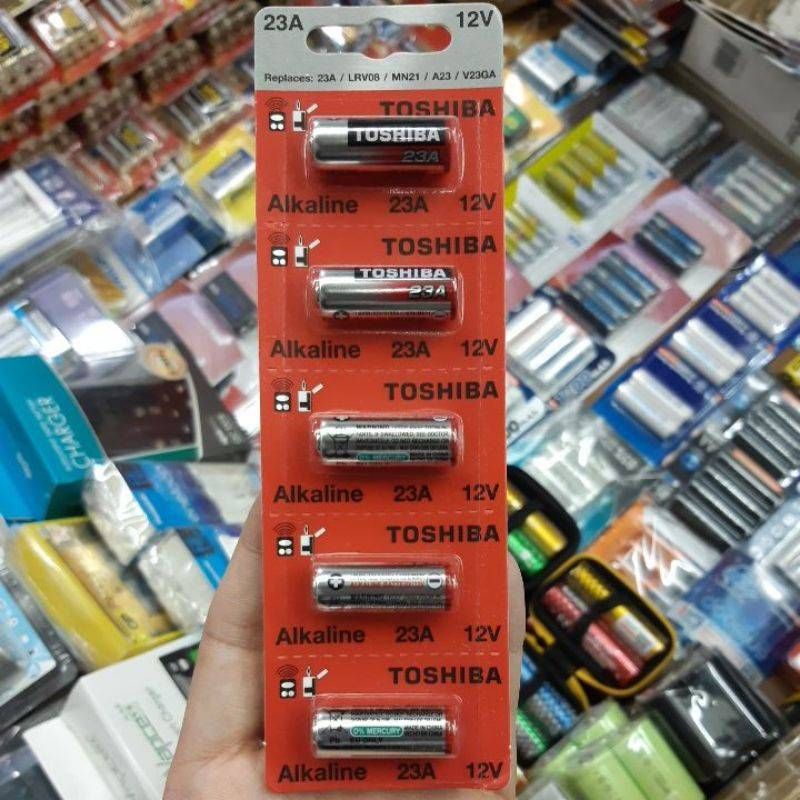 23A 12V
Replaces: 23A / LRV08 / MN21 / A23 / V23GA
TOSHIBA
TOSHIBA
23A
Alkaline 23A 12V
TOSHIBA
TOSHIBA
23A
Alkaline 23A 12V
TOSHIBA
Alkaline 23A 12V
TOSHIBA
Alkaline 23A 12V
TOSHIBA
0% MERCURY
Alkaline 23A 12V
CHARGER